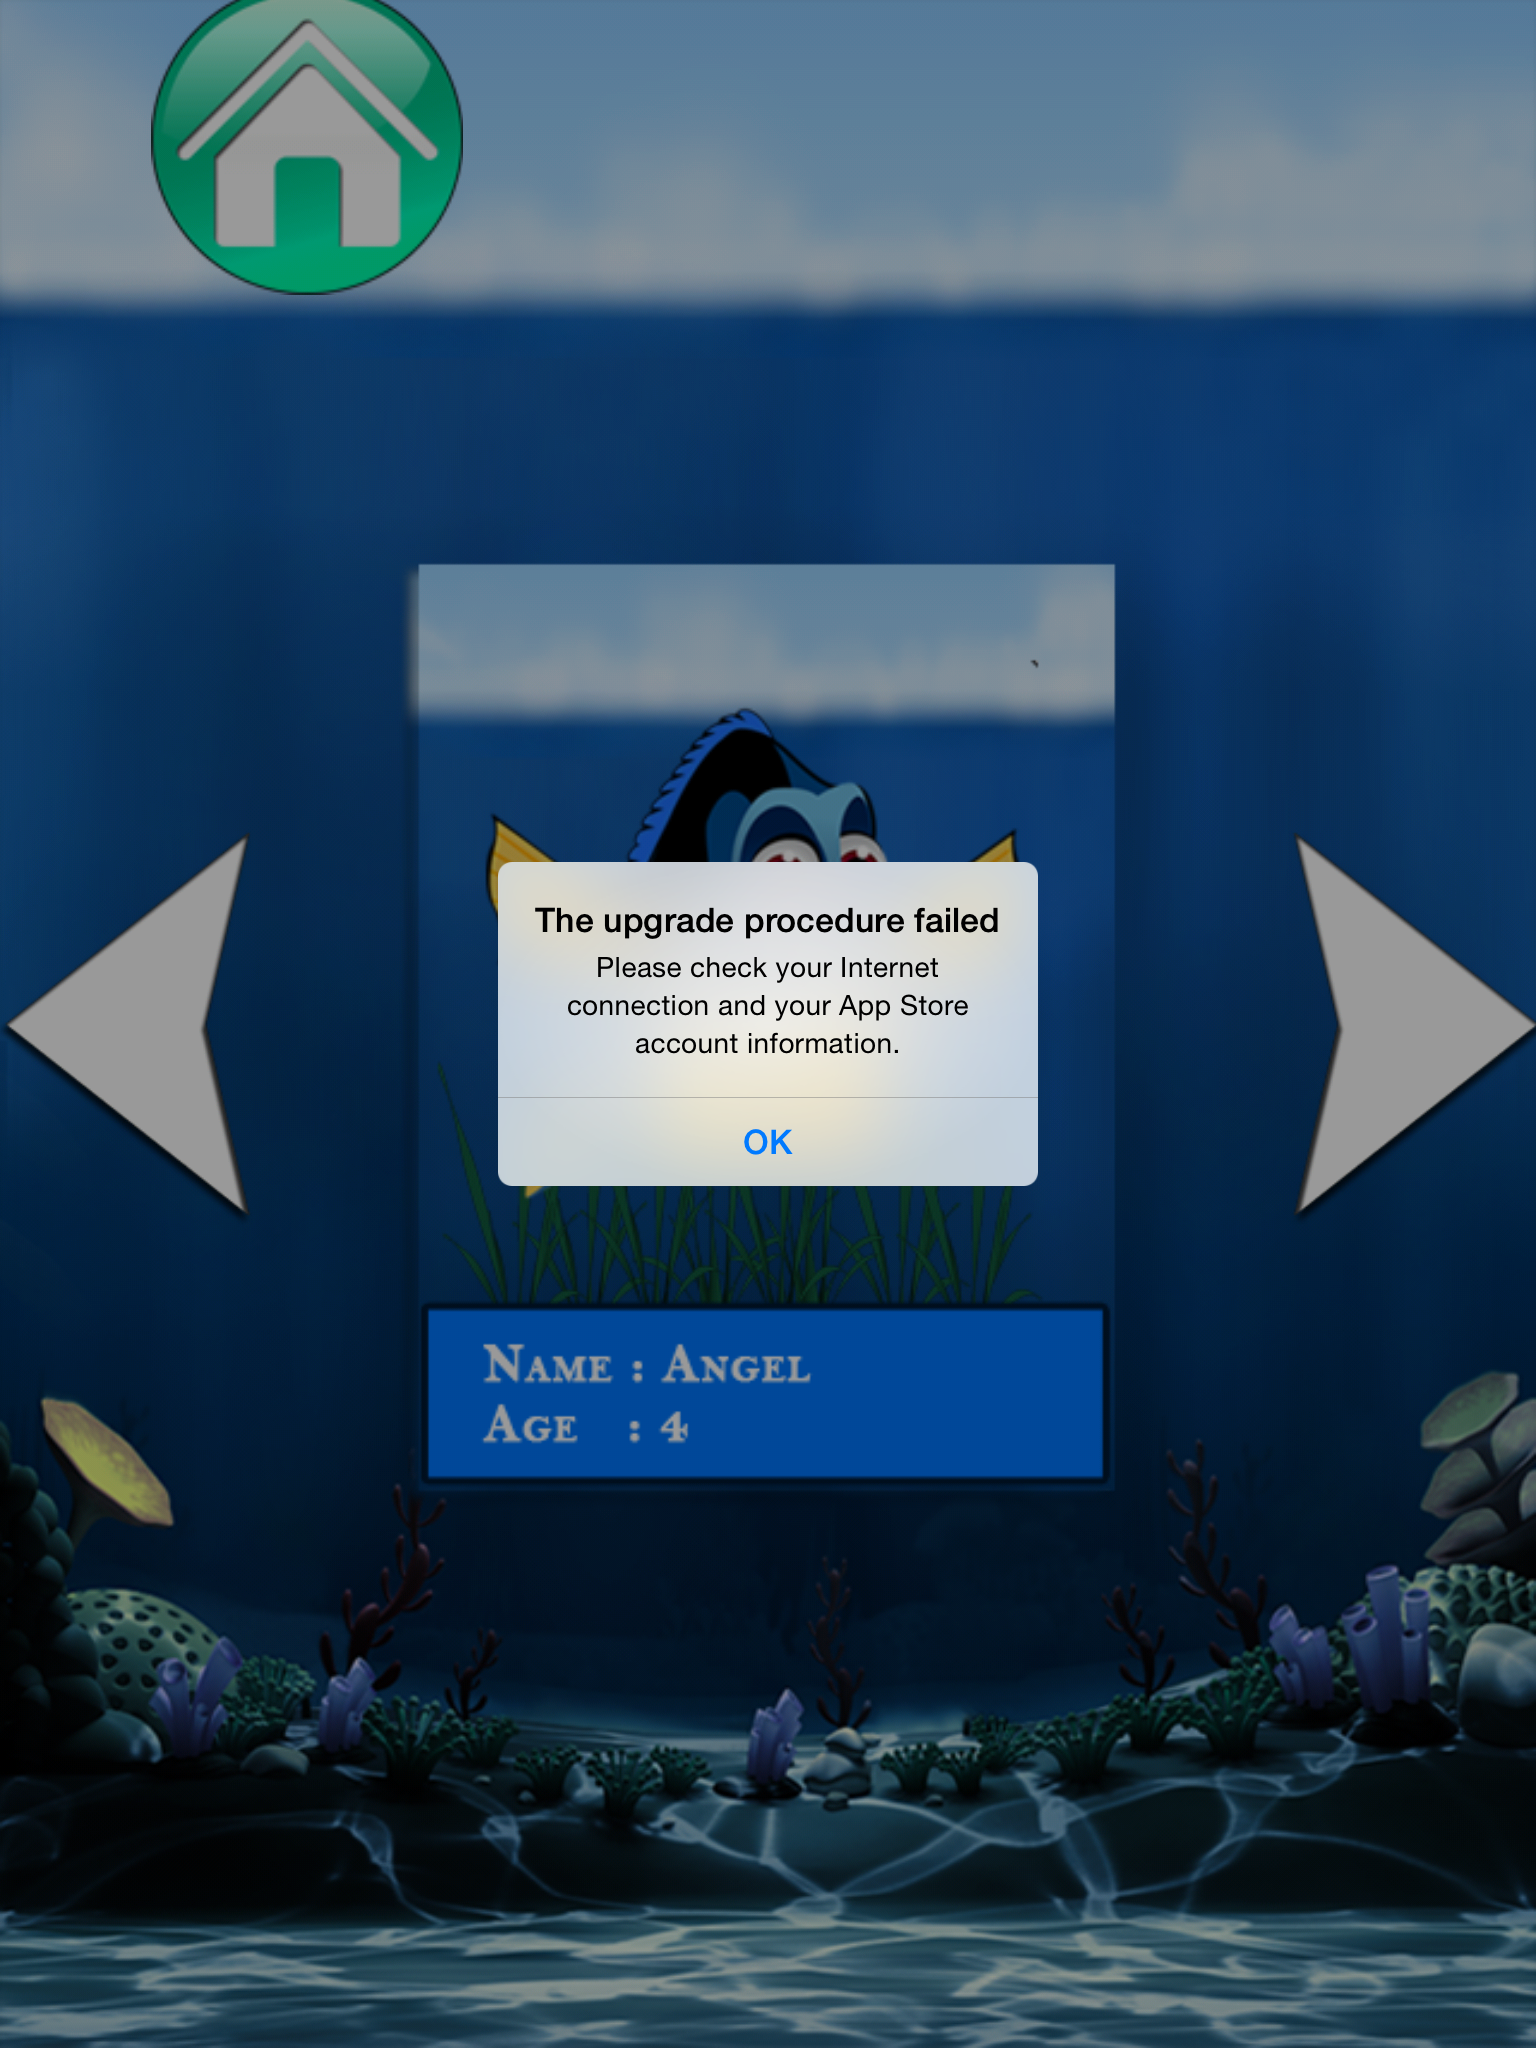 The upgrade procedure failed
Please check your Internet
connection and your App Store
account information.
OK
NAME : ANGEL
AGE : 4